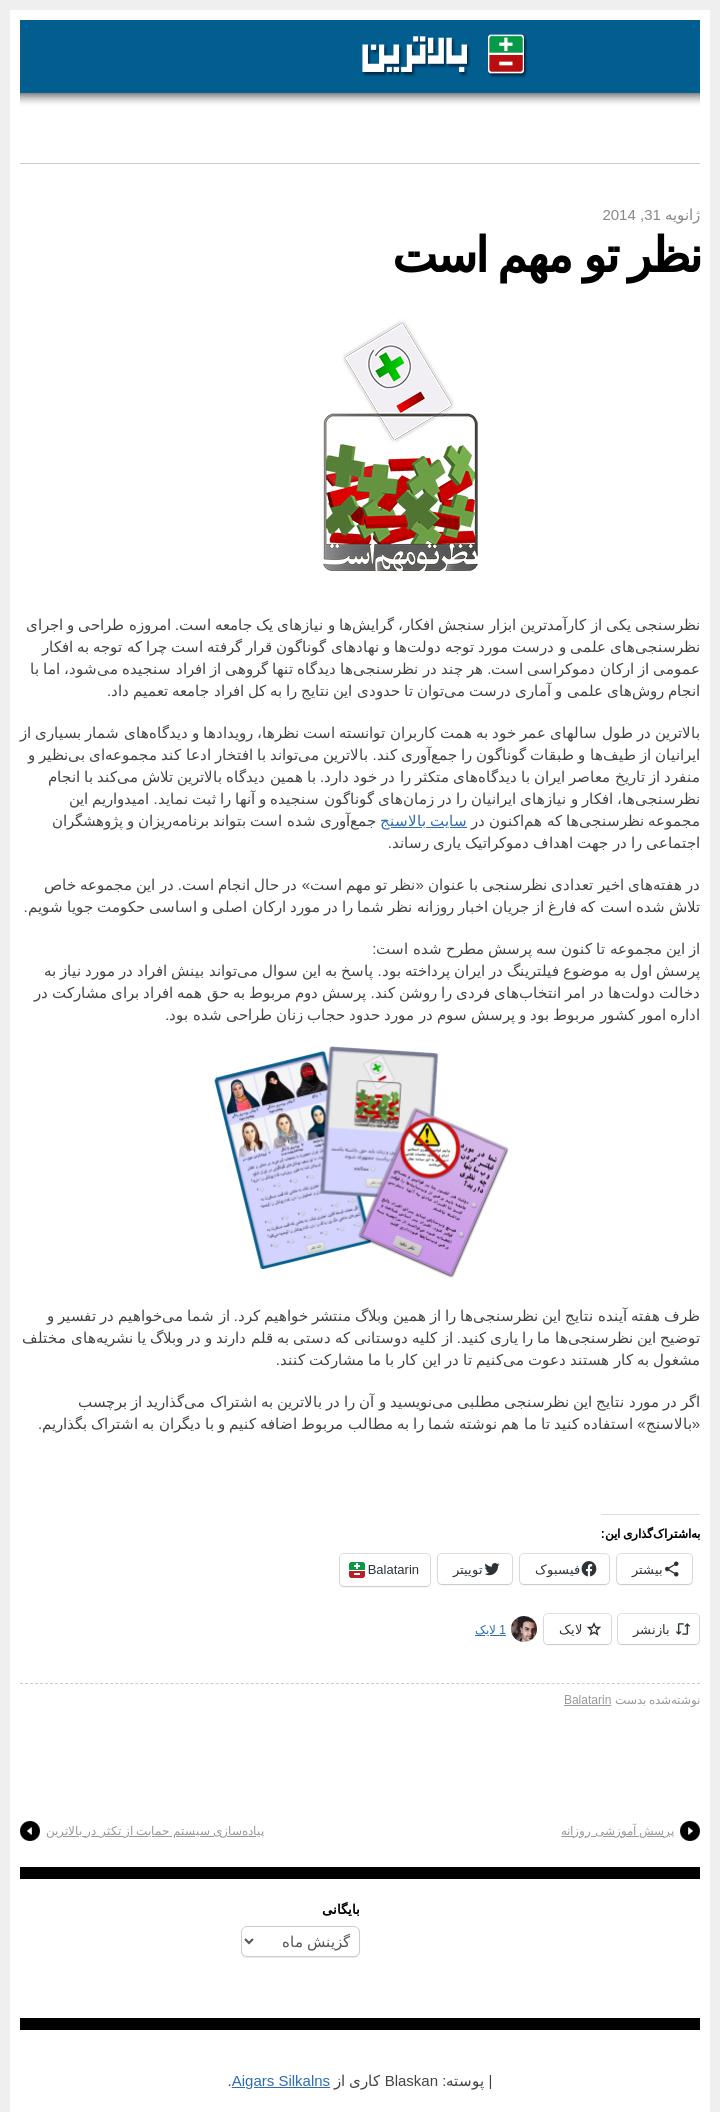 بالاترین
ژانویه 31, 2014
نظر تو مهم است
نظر تو مهم است
نظرسنجی یکی از کارآمدترین ابزار سنجش افکار، گرایش‌ها و نیازهای یک جامعه است. امروزه طراحی و اجرای
نظرسنجی‌های علمی و درست مورد توجه دولت‌ها و نهادهای گوناگون قرار گرفته است چرا که توجه به افکار
عمومی از ارکان دموکراسی است. هر چند در نظرسنجی‌ها دیدگاه تنها گروهی از افراد سنجیده می‌شود، اما با
انجام روش‌های علمی و آماری درست می‌توان تا حدودی این نتایج را به کل افراد جامعه تعمیم داد.
بالاترین در طول سالهای عمر خود به همت کاربران توانسته است نظرها، رویدادها و دیدگاه‌های شمار بسیاری از
ایرانیان از طیف‌ها و طبقات گوناگون را جمع‌آوری کند. بالاترین می‌تواند با افتخار ادعا کند مجموعه‌ای بی‌نظیر و
منفرد از تاریخ معاصر ایران با دیدگاه‌های متکثر را در خود دارد. با همین دیدگاه بالاترین تلاش می‌کند با انجام
نظرسنجی‌ها، افکار و نیازهای ایرانیان را در زمان‌های گوناگون سنجیده و آنها را ثبت نماید. امیدواریم این
مجموعه نظرسنجی‌ها که هم‌اکنون در سایت بالاسنج جمع‌آوری شده است بتواند برنامه‌ریزان و پژوهشگران
اجتماعی را در جهت اهداف دموکراتیک یاری رساند.
در هفته‌های اخیر تعدادی نظرسنجی با عنوان «نظر تو مهم است» در حال انجام است. در این مجموعه خاص
تلاش شده است که فارغ از جریان اخبار روزانه نظر شما را در مورد ارکان اصلی و اساسی حکومت جویا شویم.
از این مجموعه تا کنون سه پرسش مطرح شده است:
پرسش اول به موضوع فیلترینگ در ایران پرداخته بود. پاسخ به این سوال می‌تواند بینش افراد در مورد نیاز به
دخالت دولت‌ها در امر انتخاب‌های فردی را روشن کند. پرسش دوم مربوط به حق همه افراد برای مشارکت در
اداره امور کشور مربوط بود و پرسش سوم در مورد حدود حجاب زنان طراحی شده بود.
شما در مورد
فیلتر کردن
وب سایتها
چه نظری
دارید؟
ظرف هفته آینده نتایج این نظرسنجی‌ها را از همین وبلاگ منتشر خواهیم کرد. از شما می‌خواهیم در تفسیر و
توضیح این نظرسنجی‌ها ما را یاری کنید. از کلیه دوستانی که دستی به قلم دارند و در وبلاگ یا نشریه‌های مختلف
مشغول به کار هستند دعوت می‌کنیم تا در این کار با ما مشارکت کنند.
اگر در مورد نتایج این نظرسنجی مطلبی می‌نویسید و آن را در بالاترین به اشتراک می‌گذارید از برچسب
«بالاسنج» استفاده کنید تا ما هم نوشته شما را به مطالب مربوط اضافه کنیم و با دیگران به اشتراک بگذاریم.
به‌اشتراک‌گذاری این:
بیشتر فیسبوک توییتر Balatarin
بازنشر لایک 1 لایک
نوشته‌شده بدست Balatarin
پرسش آموزشی روزانه
پیاده‌سازی سیستم حمایت از تکثر در بالاترین
بایگانی
گزینش ماه
| پوسته: Blaskan کاری از Aigars Silkalns.